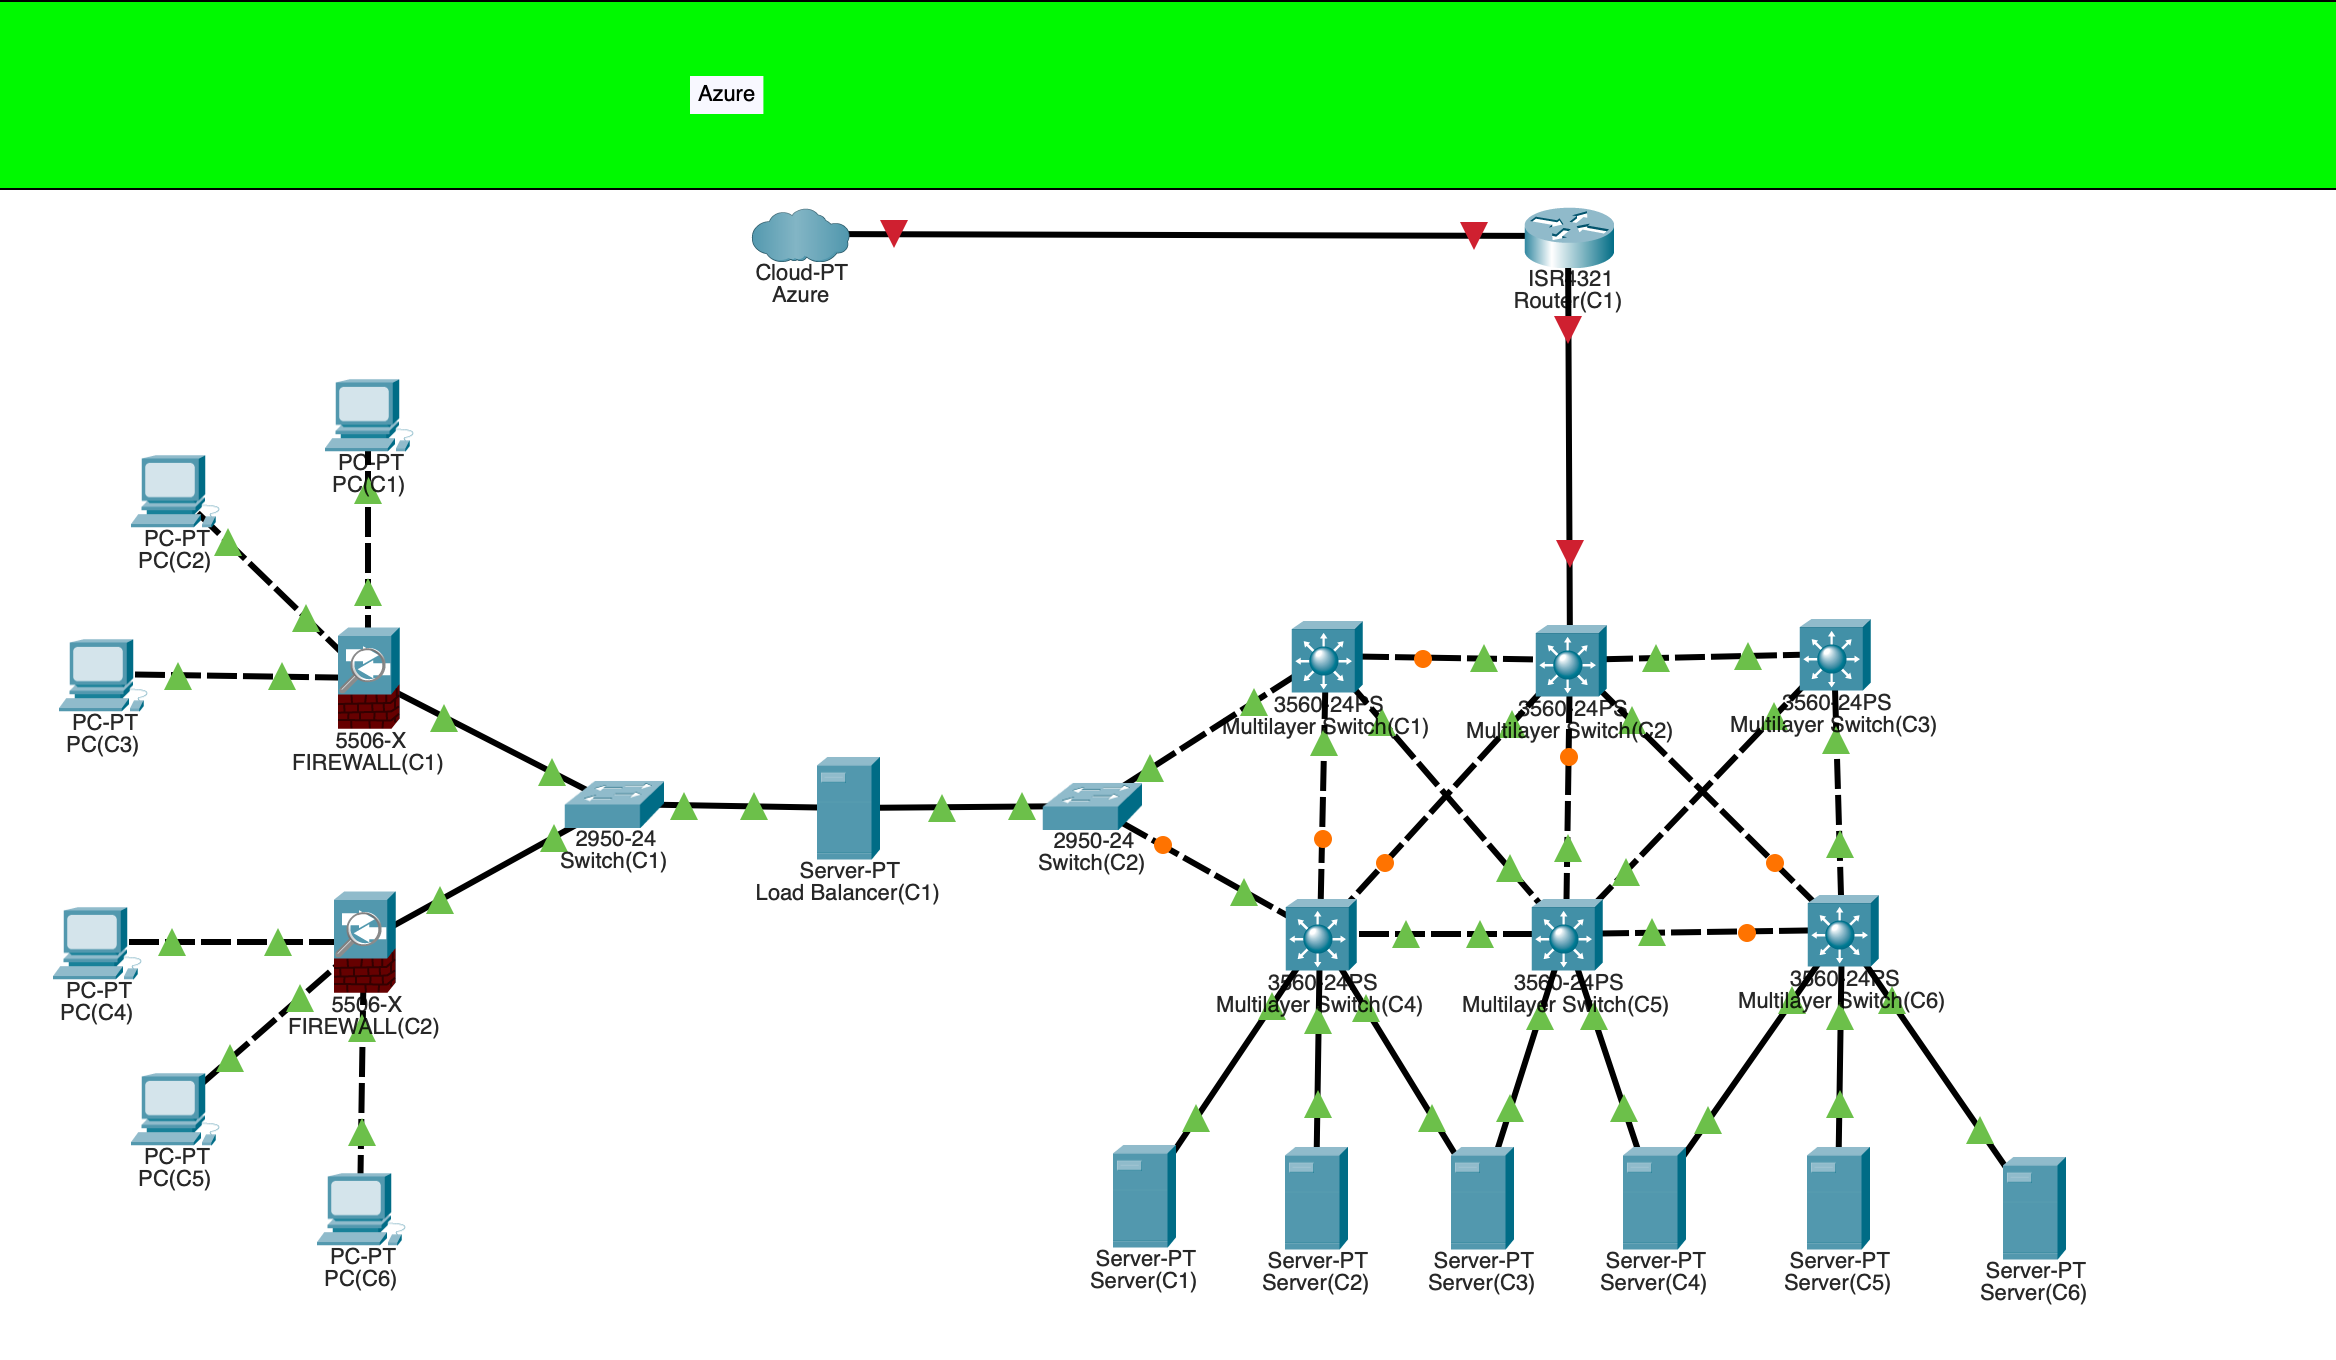 Azure
Cloud-PT
Azure
ISR4321
Router(C1)
PC-PT
PC(C1)
PC-PT
PC(C2)
PC-PT
PC(C3)
5506-X
FIREWALL(C1)
3560-24PS
Multilayer Switch(C1)
3560-24PS
Multilayer Switch(C2)
3560-24PS
Multilayer Switch(C3)
2950-24
Switch(C1)
Server-PT
Load Balancer(C1)
2950-24
Switch(C2)
PC-PT
PC(C4)
5506-X
FIREWALL(C2)
3560-24PS
Multilayer Switch(C4)
3560-24PS
Multilayer Switch(C5)
3560-24PS
Multilayer Switch(C6)
PC-PT
PC(C5)
PC-PT
PC(C6)
Server-PT
Server(C1)
Server-PT
Server(C2)
Server-PT
Server(C3)
Server-PT
Server(C4)
Server-PT
Server(C5)
Server-PT
Server(C6)